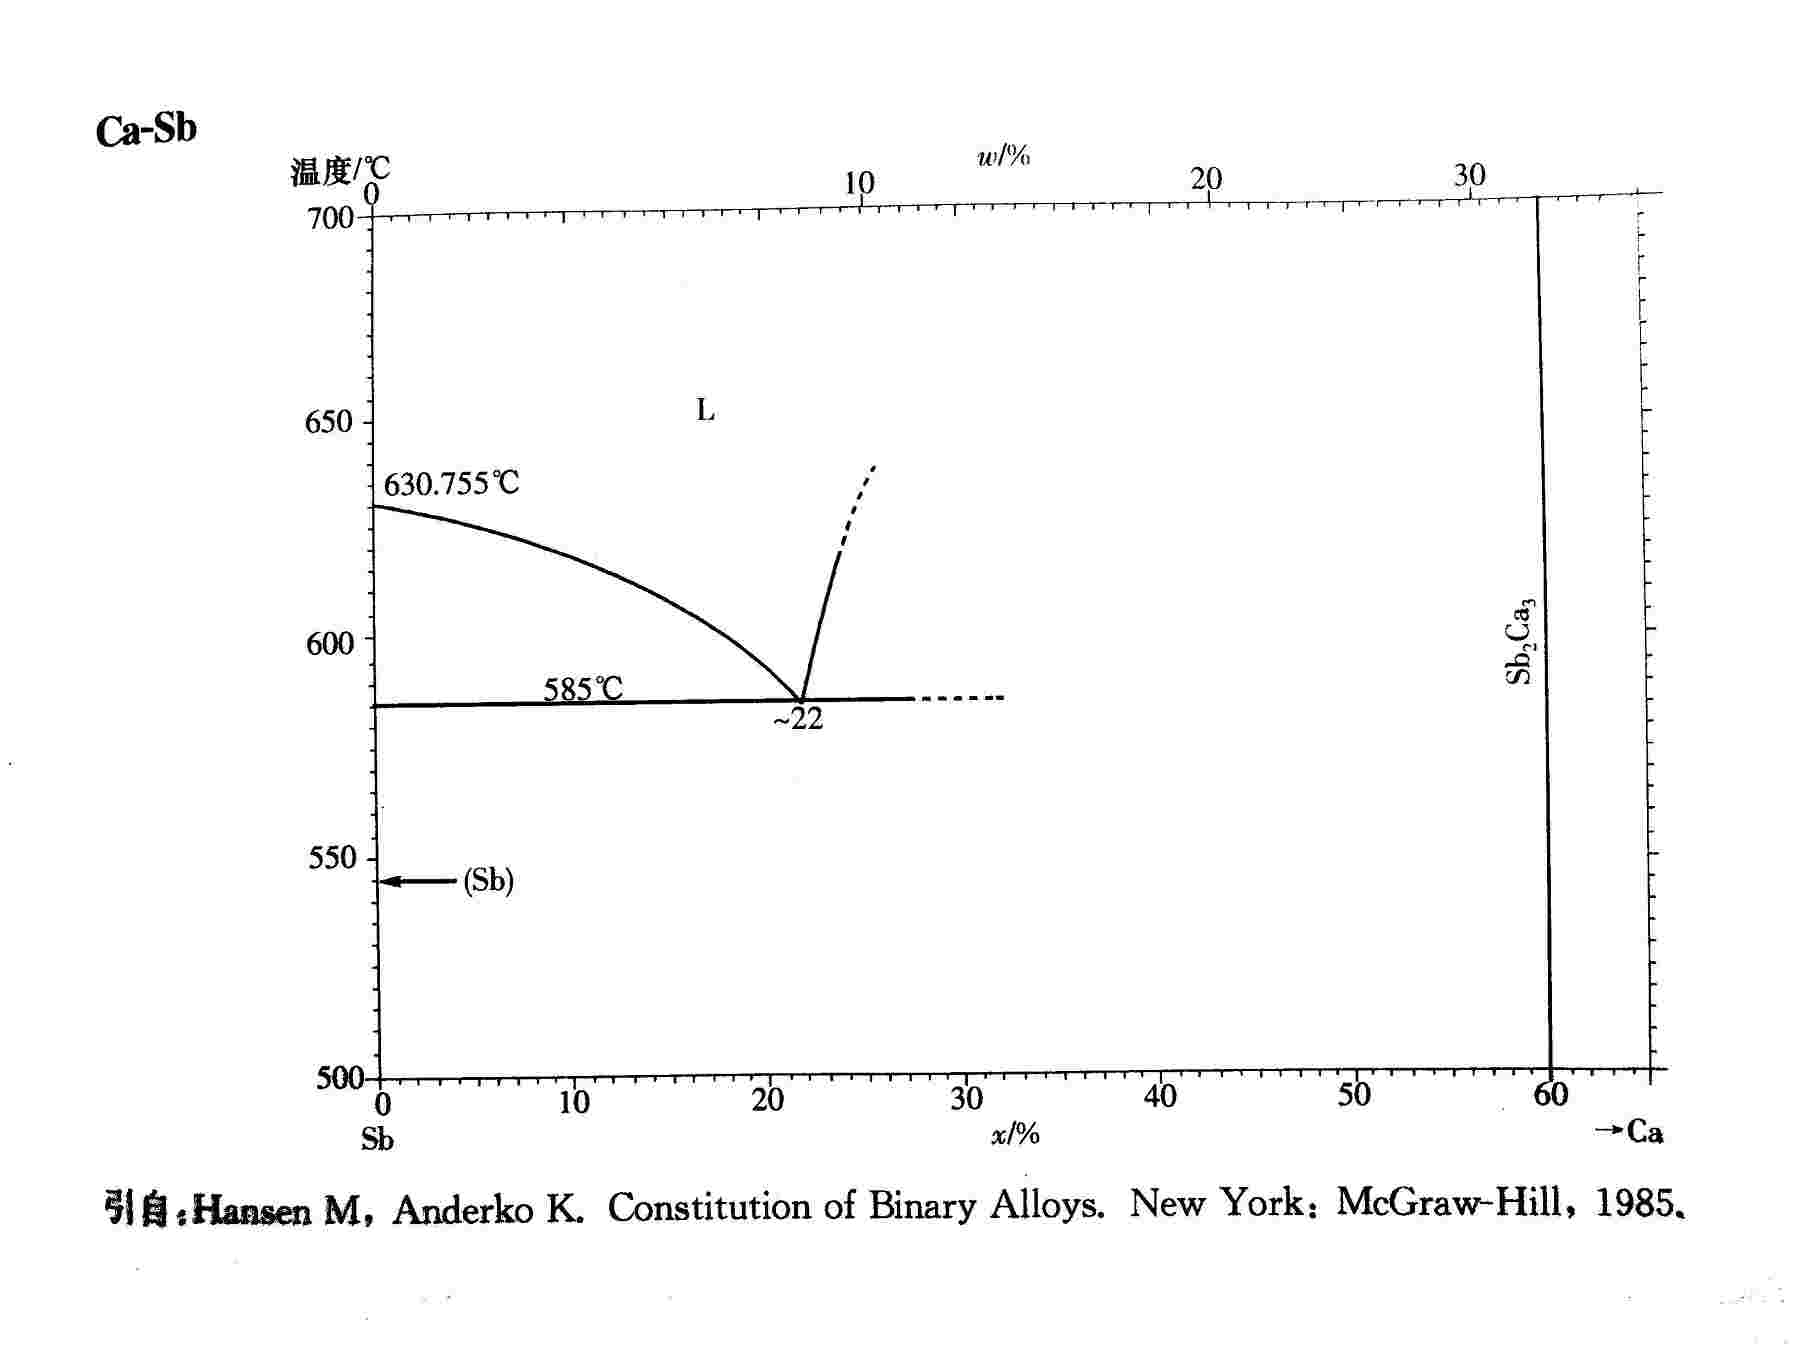 Ca-Sb
w/%
温度/℃
0 10 20 30
700
650
L
630.755℃
600
Sb₂Ca₃
585℃
~22
550
(Sb)
500
0 10 20 30 40 50 60
Sb x/% →Ca
引自:Hansen M, Anderko K. Constitution of Binary Alloys. New York: McGraw-Hill, 1985.